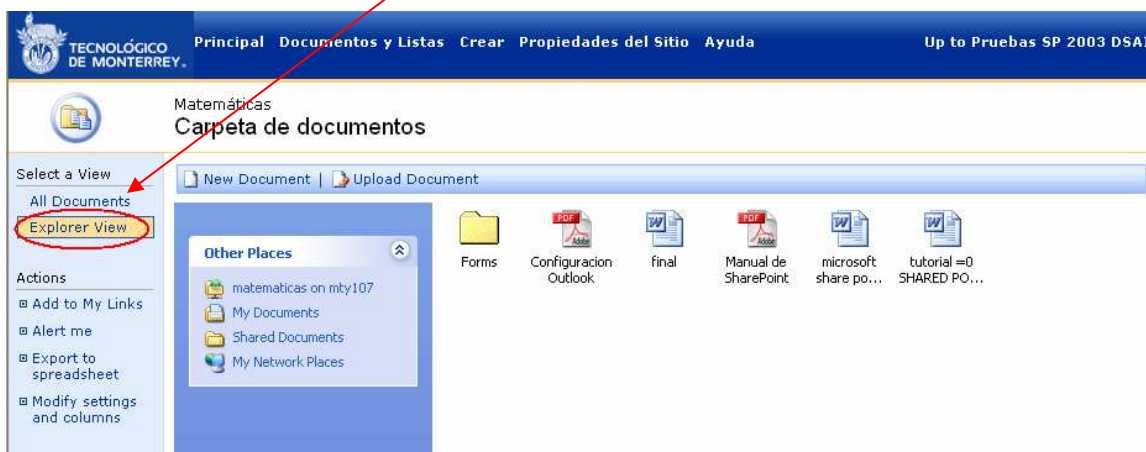 TECNOLÓGICO
DE MONTERREY.
Principal Documentos y Listas Crear Propiedades del Sitio Ayuda
Up to Pruebas SP 2003 DSAI
Matemáticas
Carpeta de documentos
Select a View
All Documents
Explorer View
Actions
Add to My Links
Alert me
Export to
spreadsheet
Modify settings
and columns
New Document | Upload Document
Other Places
matematicas on mty107
My Documents
Shared Documents
My Network Places
Forms
PDF
Adobe
Configuracion
Outlook
W
final
PDF
Adobe
Manual de
SharePoint
W
microsoft
share po...
W
tutorial =0
SHARED PO...